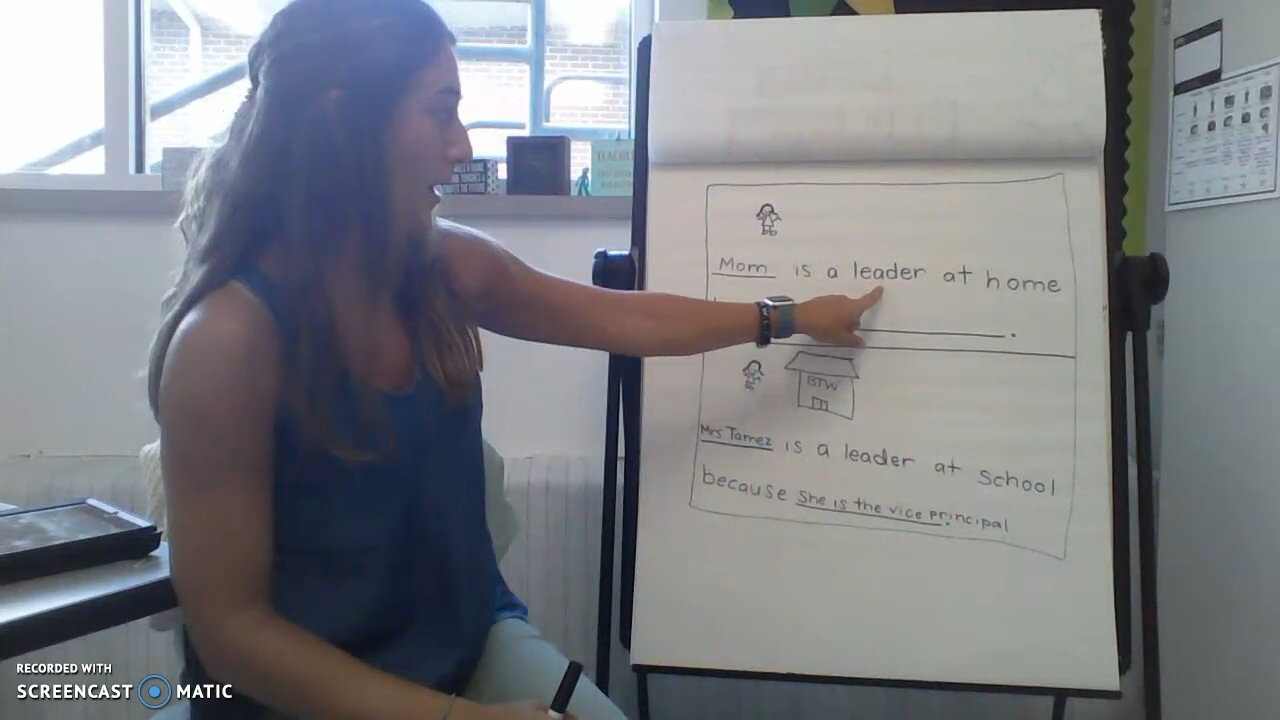 Mom is a leader at home
.
BTW
Mrs Tamez is a leader at School
because She is the vice principal.
RECORDED WITH
SCREENCAST MATIC